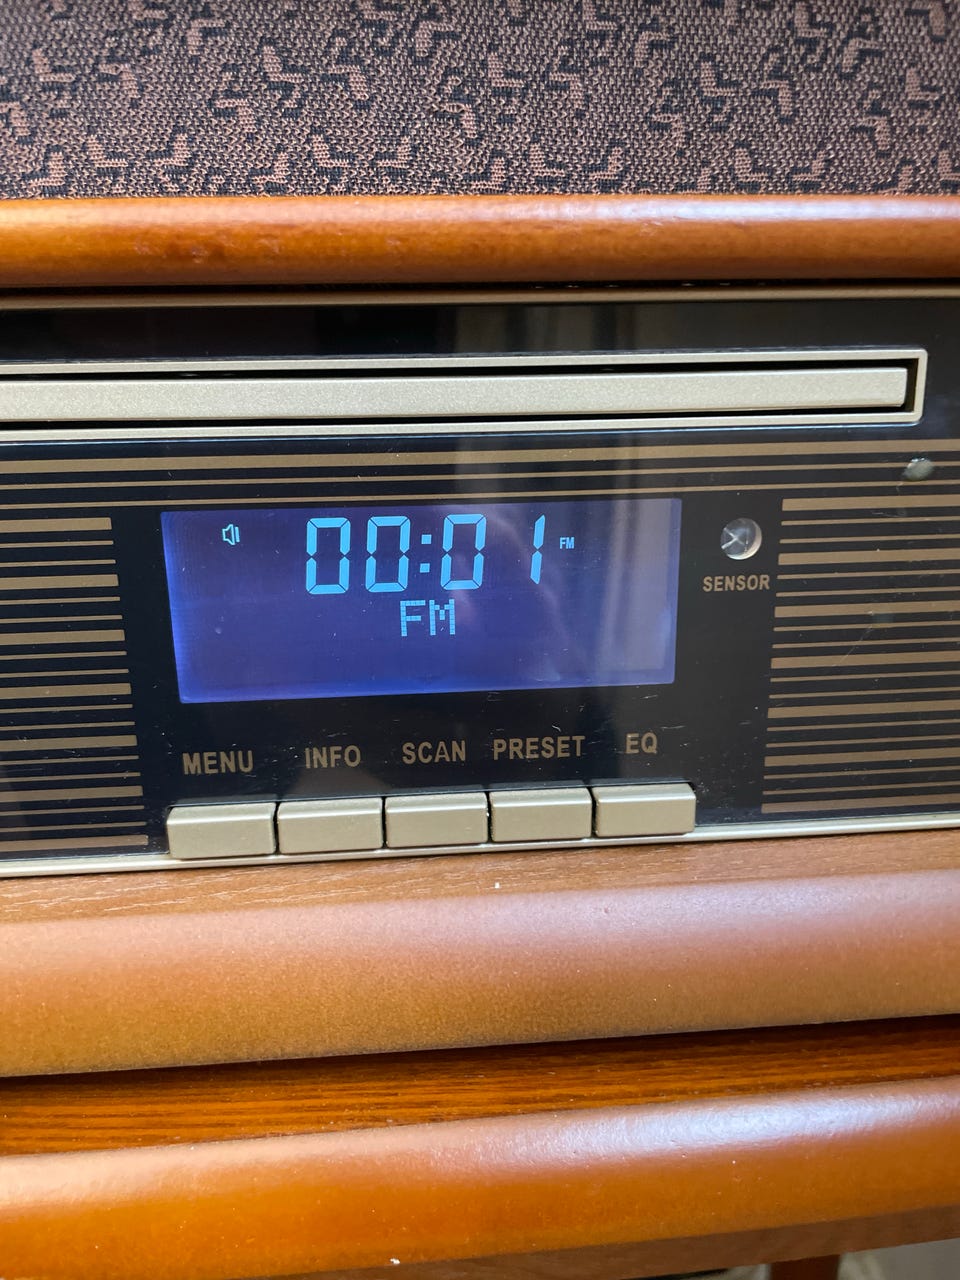 00:01 FM
FM
SENSOR
MENU INFO SCAN PRESET EQ